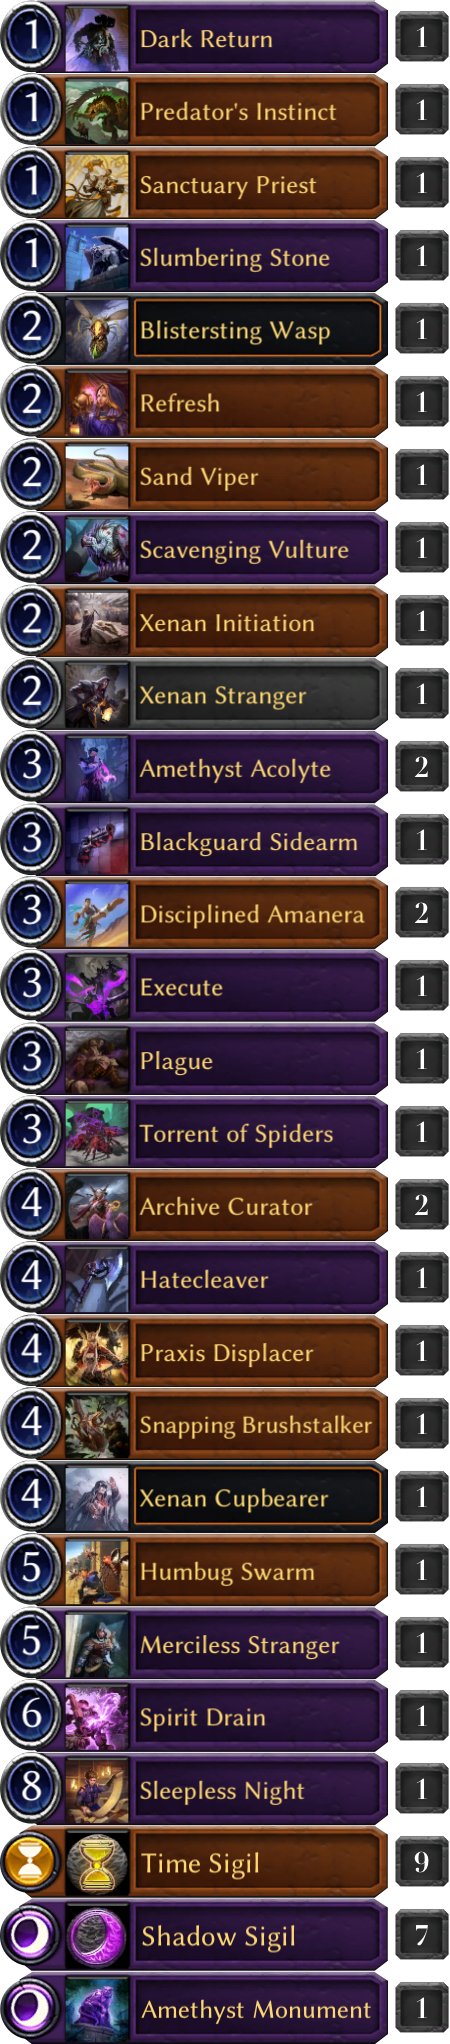 1 Dark Return 1
1 Predator's Instinct 1
1 Sanctuary Priest 1
1 Slumbering Stone 1
2 Blistersting Wasp 1
2 Refresh 1
2 Sand Viper 1
2 Scavenging Vulture 1
2 Xenan Initiation 1
2 Xenan Stranger 1
3 Amethyst Acolyte 2
3 Blackguard Sidearm 1
3 Disciplined Amanera 2
3 Execute 1
3 Plague 1
3 Torrent of Spiders 1
4 Archive Curator 2
4 Hatecleaver 1
4 Praxis Displacer 1
4 Snapping Brushstalker 1
4 Xenan Cupbearer 1
5 Humbug Swarm 1
5 Merciless Stranger 1
6 Spirit Drain 1
8 Sleepless Night 1
Time Sigil 9
Shadow Sigil 7
Amethyst Monument 1